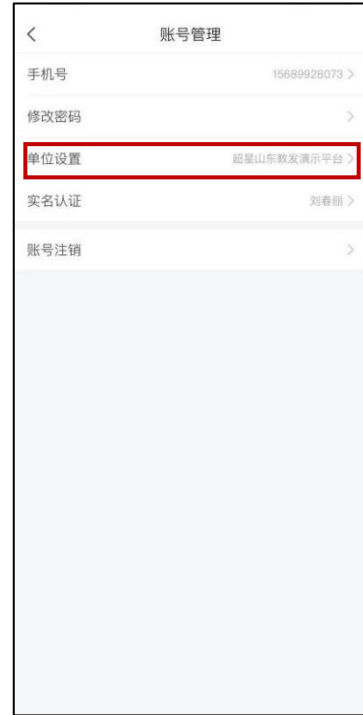 账号管理
手机号 15689928073
修改密码
单位设置 超星山东教发演示平台
实名认证 刘春丽
账号注销